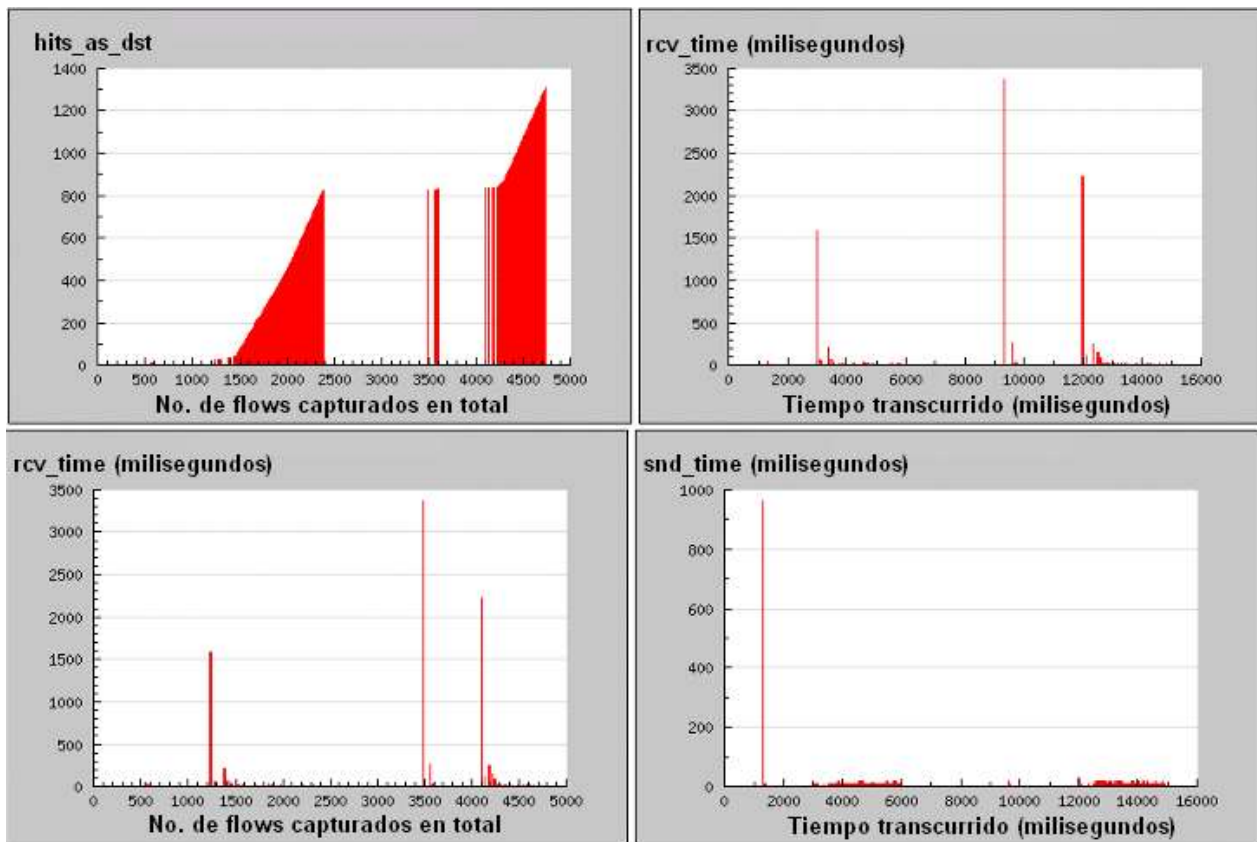 hits_as_dst
1400
1200
1000
800
600
400
200
0
0 500 1000 1500 2000 2500 3000 3500 4000 4500 5000
No. de flows capturados en total
rcv_time (milisegundos)
3500
3000
2500
2000
1500
1000
500
0
0 2000 4000 6000 8000 10000 12000 14000 16000
Tiempo transcurrido (milisegundos)
rcv_time (milisegundos)
3500
3000
2500
2000
1500
1000
500
0
0 500 1000 1500 2000 2500 3000 3500 4000 4500 5000
No. de flows capturados en total
snd_time (milisegundos)
1000
800
600
400
200
0
0 2000 4000 6000 8000 10000 12000 14000 16000
Tiempo transcurrido (milisegundos)